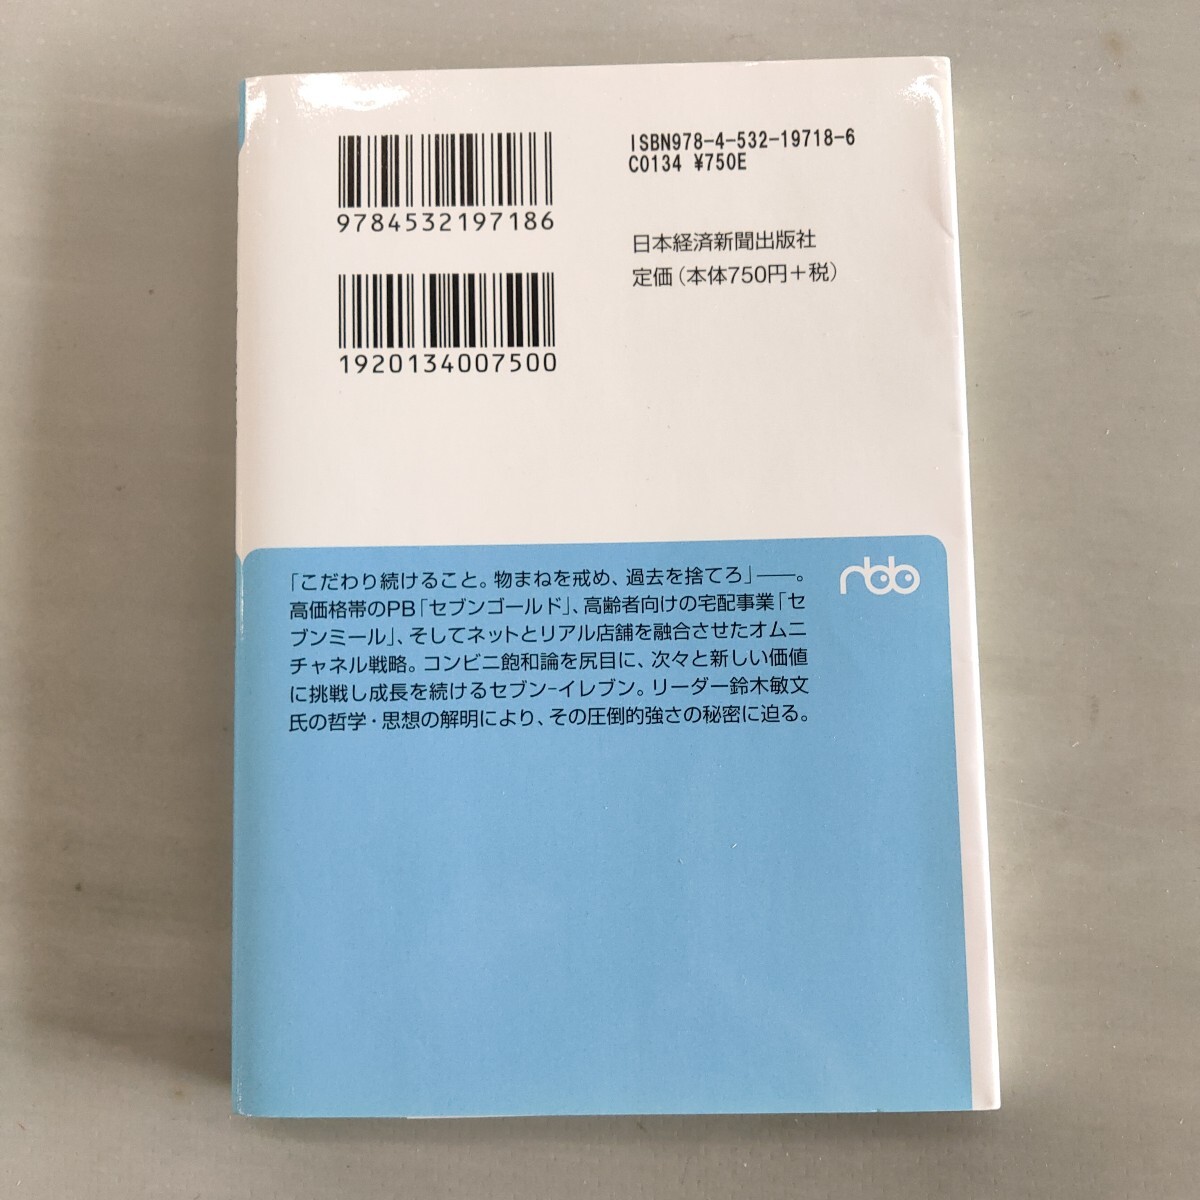 ISBN978-4-532-19718-6
C0134 ¥750E
9784532197186
日本経済新聞出版社
定価(本体750円+税)
1920134007500
nbb
「こだわり続けること。物まねを戒め、過去を捨てろ」──。
高価格帯のPB「セブンゴールド」、高齢者向けの宅配事業「セ
ブンミール」、そしてネットとリアル店舗を融合させたオムニ
チャネル戦略。コンビニ飽和論を尻目に、次々と新しい価値
に挑戦し成長を続けるセブン-イレブン。リーダー鈴木敏文
氏の哲学・思想の解明により、その圧倒的強さの秘密に迫る。